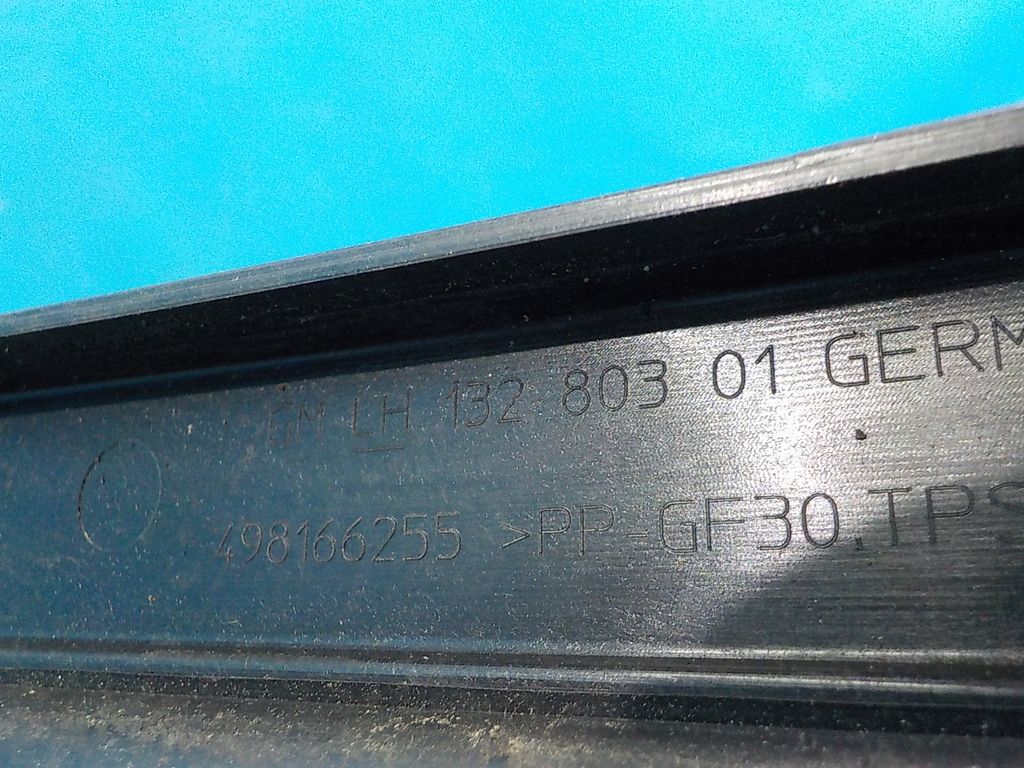 GM LH 132 803 01 GERM
498166255 >PP-GF30,TPS